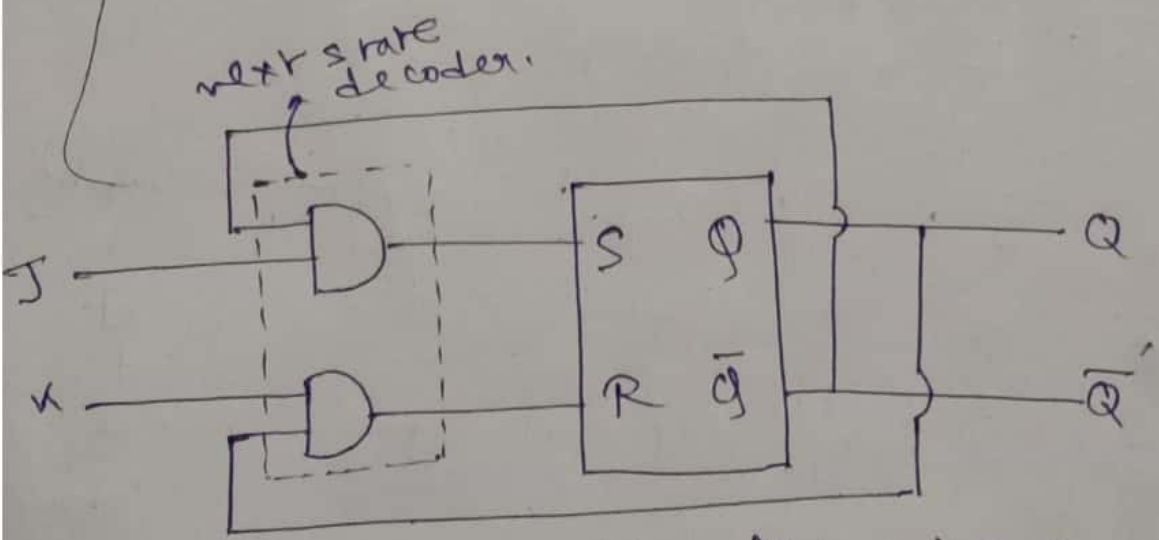 next state
decoder.
J
K
S Q
R Q̅
Q
Q̅